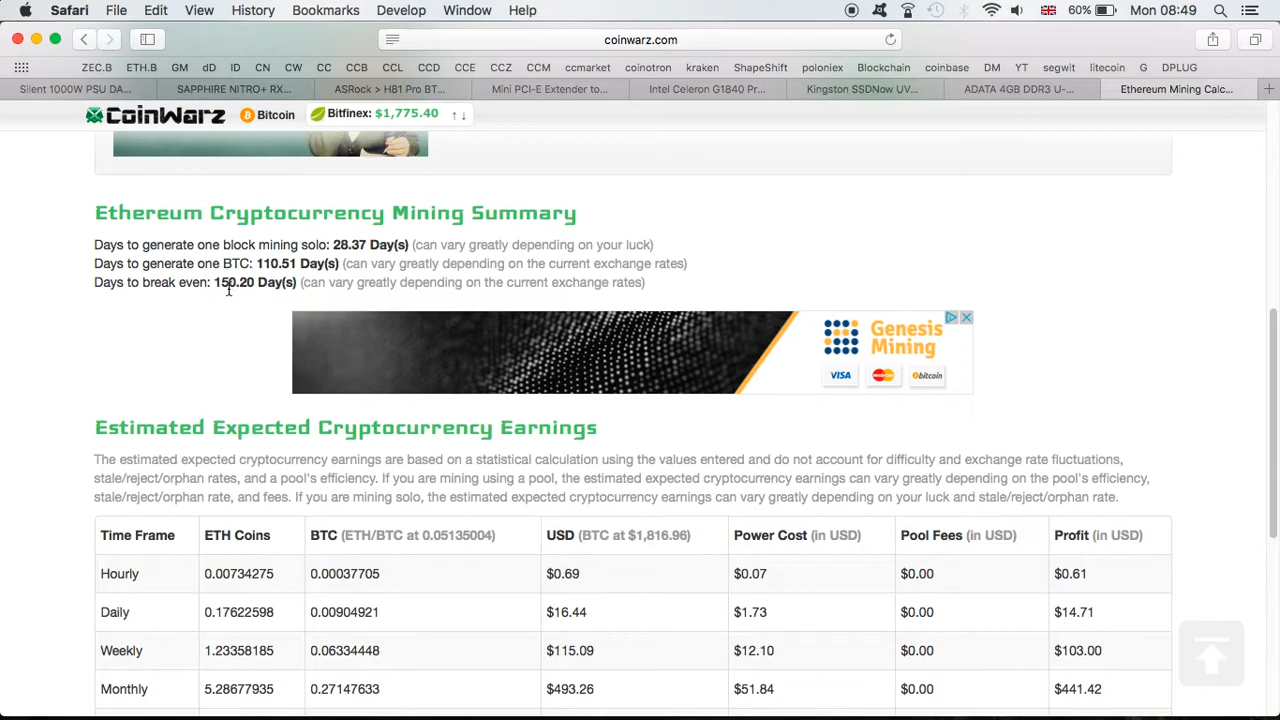 Safari File Edit View History Bookmarks Develop Window Help 60% Mon 08:49
coinwarz.com
ZEC.B ETH.B GM dD ID CN CW CC CCB CCL CCD CCE CCZ CCM ccmarket coinotron kraken ShapeShift poloniex Blockchain coinbase DM YT segwit litecoin G DPLUG
Silent 1000W PSU DA... SAPPHIRE NITRO+ RX... ASRock > H81 Pro BT... Mini PCI-E Extender to... Intel Celeron G1840 Pr... Kingston SSDNow UV... ADATA 4GB DDR3 U-... Ethereum Mining Calc...
CoinWarz Bitcoin Bitfinex: $1,775.40 ↑↓
Ethereum Cryptocurrency Mining Summary
Days to generate one block mining solo: 28.37 Day(s) (can vary greatly depending on your luck)
Days to generate one BTC: 110.51 Day(s) (can vary greatly depending on the current exchange rates)
Days to break even: 150.20 Day(s) (can vary greatly depending on the current exchange rates)
Genesis
Mining
VISA MasterCard bitcoin
Estimated Expected Cryptocurrency Earnings
The estimated expected cryptocurrency earnings are based on a statistical calculation using the values entered and do not account for difficulty and exchange rate fluctuations,
stale/reject/orphan rates, and a pool's efficiency. If you are mining using a pool, the estimated expected cryptocurrency earnings can vary greatly depending on the pool's efficiency,
stale/reject/orphan rate, and fees. If you are mining solo, the estimated expected cryptocurrency earnings can vary greatly depending on your luck and stale/reject/orphan rate.
Time Frame ETH Coins BTC (ETH/BTC at 0.05135004) USD (BTC at $1,816.96) Power Cost (in USD) Pool Fees (in USD) Profit (in USD)
Hourly 0.00734275 0.00037705 $0.69 $0.07 $0.00 $0.61
Daily 0.17622598 0.00904921 $16.44 $1.73 $0.00 $14.71
Weekly 1.23358185 0.06334448 $115.09 $12.10 $0.00 $103.00
Monthly 5.28677935 0.27147633 $493.26 $51.84 $0.00 $441.42